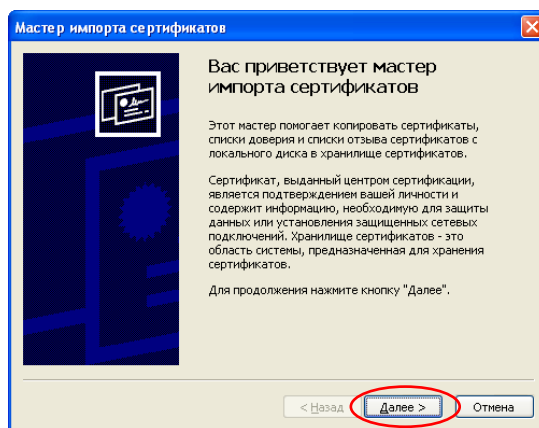 Мастер импорта сертификатов
Вас приветствует мастер
импорта сертификатов
Этот мастер помогает копировать сертификаты,
списки доверия и списки отзыва сертификатов с
локального диска в хранилище сертификатов.
Сертификат, выданный центром сертификации,
является подтверждением вашей личности и
содержит информацию, необходимую для защиты
данных или установления защищенных сетевых
подключений. Хранилище сертификатов - это
область системы, предназначенная для хранения
сертификатов.
Для продолжения нажмите кнопку "Далее".
< Назад Далее > Отмена